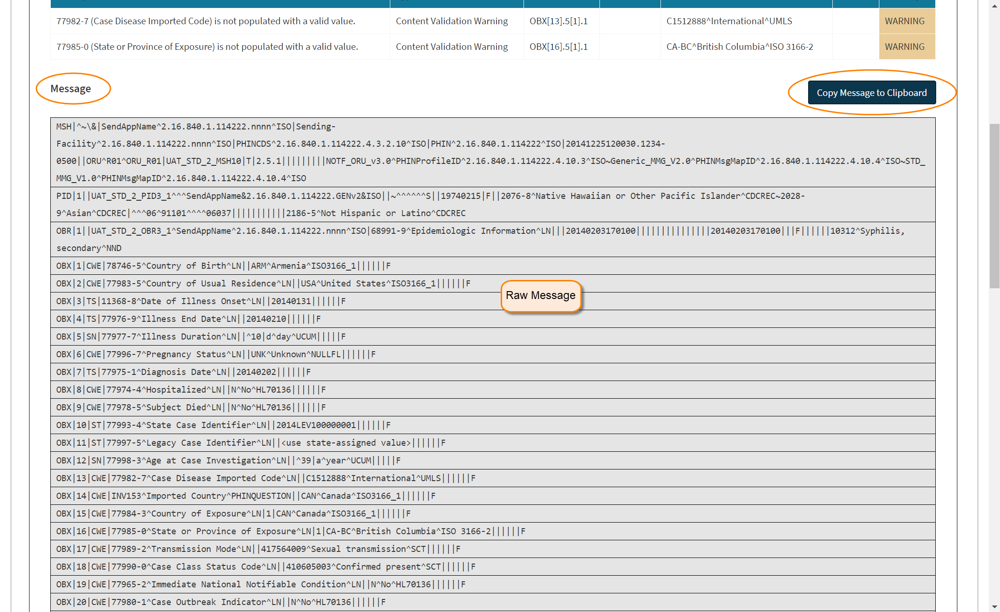 77982-7 (Case Disease Imported Code) is not populated with a valid value. Content Validation Warning OBX[13].5[1].1 C1512888^International^UMLS WARNING
77985-0 (State or Province of Exposure) is not populated with a valid value. Content Validation Warning OBX[16].5[1].1 CA-BC^British Columbia^ISO 3166-2 WARNING
Message
Copy Message to Clipboard
MSH|^~\&|SendAppName^2.16.840.1.114222.nnnn^ISO|Sending-
Facility^2.16.840.1.114222.nnnn^ISO|PHINCDS^2.16.840.1.114222.4.3.2.10^ISO|PHIN^2.16.840.1.114222^ISO|20141225120030.1234-
0500||ORU^R01^ORU_R01|UAT_STD_2_MSH10|T|2.5.1|||||||||NOTF_ORU_v3.0^PHINProfileID^2.16.840.1.114222.4.10.3^ISO~Generic_MMG_V2.0^PHINMsgMapID^2.16.840.1.114222.4.10.4^ISO~STD_
MMG_V1.0^PHINMsgMapID^2.16.840.1.114222.4.10.4^ISO
PID|1||UAT_STD_2_PID3_1^^^SendAppName&2.16.840.1.114222.GENv2&ISO||~^^^^^^S||19740215|F||2076-8^Native Hawaiian or Other Pacific Islander^CDCREC~2028-
9^Asian^CDCREC|^^^06^91101^^^^06037|||||||||||2186-5^Not Hispanic or Latino^CDCREC
OBR|1||UAT_STD_2_OBR3_1^SendAppName^2.16.840.1.114222.nnnn^ISO|68991-9^Epidemiologic Information^LN|||20140203170100|||||||||||||||20140203170100|||F||||||10312^Syphilis,
secondary^NND
OBX|1|CWE|78746-5^Country of Birth^LN||ARM^Armenia^ISO3166_1||||||F
OBX|2|CWE|77983-5^Country of Usual Residence^LN||USA^United States^ISO3166_1||||||F
Raw Message
OBX|3|TS|11368-8^Date of Illness Onset^LN||20140131||||||F
OBX|4|TS|77976-9^Illness End Date^LN||20140210||||||F
OBX|5|SN|77977-7^Illness Duration^LN||^10|d^day^UCUM|||||F
OBX|6|CWE|77996-7^Pregnancy Status^LN||UNK^Unknown^NULLFL||||||F
OBX|7|TS|77975-1^Diagnosis Date^LN||20140202||||||F
OBX|8|CWE|77974-4^Hospitalized^LN||N^No^HL70136||||||F
OBX|9|CWE|77978-5^Subject Died^LN||N^No^HL70136||||||F
OBX|10|ST|77993-4^State Case Identifier^LN||2014LEV100000001||||||F
OBX|11|ST|77997-5^Legacy Case Identifier^LN||<use state-assigned value>||||||F
OBX|12|SN|77998-3^Age at Case Investigation^LN||^39|a^year^UCUM|||||F
OBX|13|CWE|77982-7^Case Disease Imported Code^LN||C1512888^International^UMLS||||||F
OBX|14|CWE|INV153^Imported Country^PHINQUESTION||CAN^Canada^ISO3166_1||||||F
OBX|15|CWE|77984-3^Country of Exposure^LN|1|CAN^Canada^ISO3166_1||||||F
OBX|16|CWE|77985-0^State or Province of Exposure^LN|1|CA-BC^British Columbia^ISO 3166-2||||||F
OBX|17|CWE|77989-2^Transmission Mode^LN||417564009^Sexual transmission^SCT||||||F
OBX|18|CWE|77990-0^Case Class Status Code^LN||410605003^Confirmed present^SCT||||||F
OBX|19|CWE|77965-2^Immediate National Notifiable Condition^LN||N^No^HL70136||||||F
OBX|20|CWE|77980-1^Case Outbreak Indicator^LN||N^No^HL70136||||||F